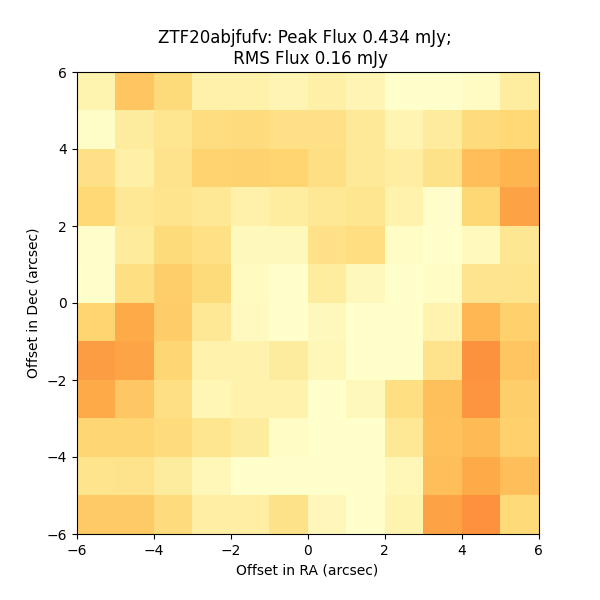 ZTF20abjfufv: Peak Flux 0.434 mJy;
RMS Flux 0.16 mJy
6
4
2
0
−2
−4
−6
Offset in Dec (arcsec)
−6 −4 −2 0 2 4 6
Offset in RA (arcsec)